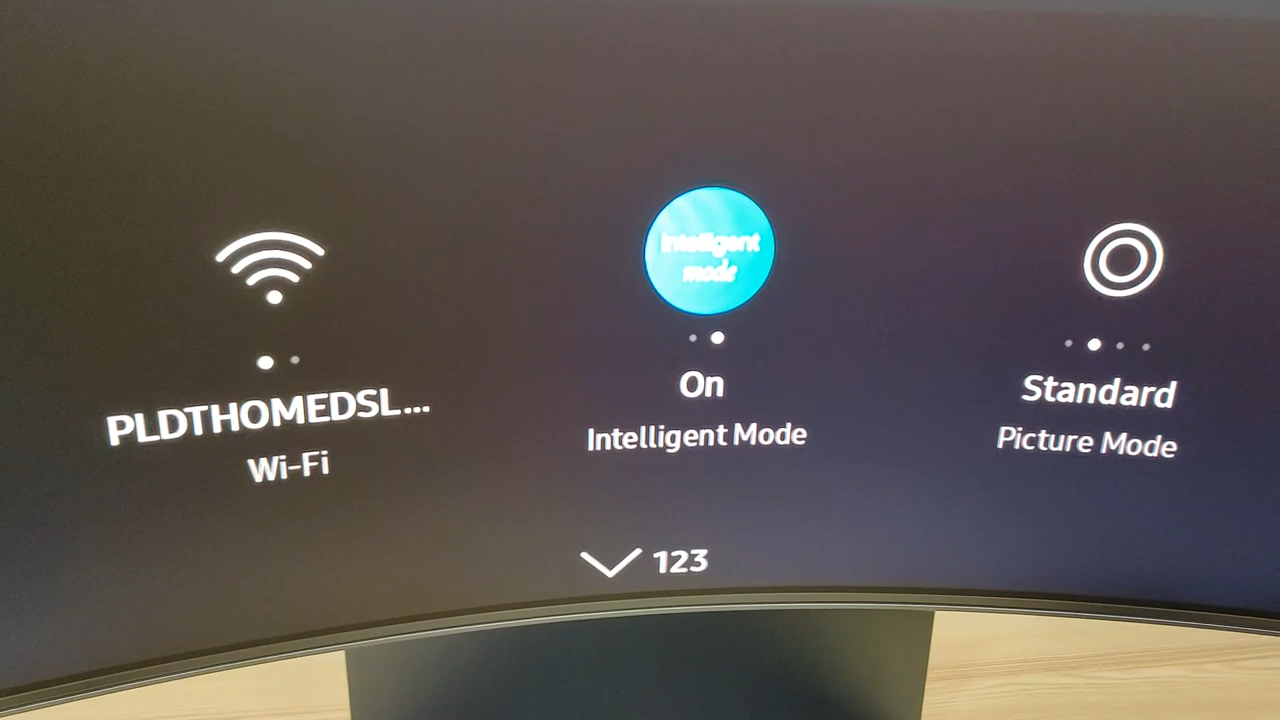 Intelligent
mode
PLDTHOMEDSL...
Wi-Fi
On
Intelligent Mode
Standard
Picture Mode
123